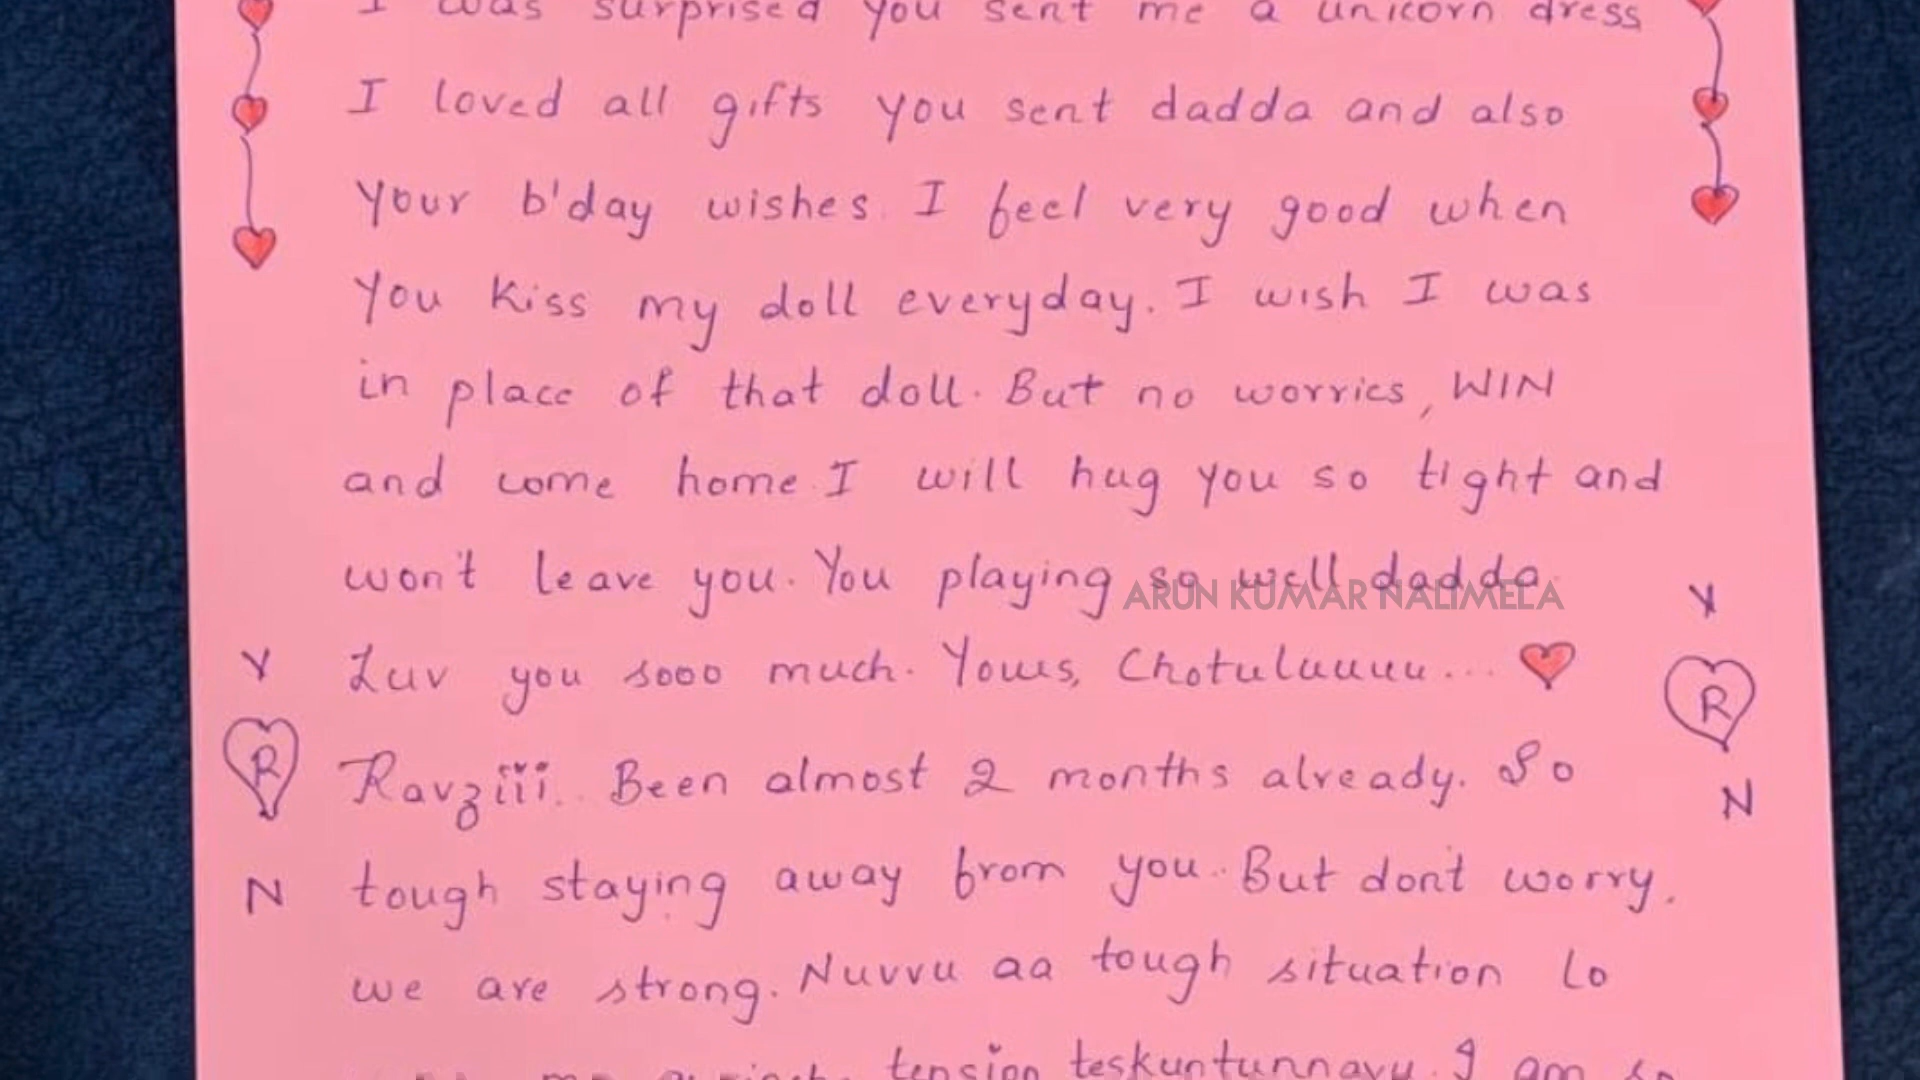 I was surprised you sent me a unicorn dress
I loved all gifts you sent dadda and also
your b'day wishes. I feel very good when
you kiss my doll everyday. I wish I was
in place of that doll. But no worries, WIN
and come home I will hug you so tight and
won't leave you. You playing so well dadda.
ARUN KUMAR NALIMELA
Luv you sooo much. Yours, Chotuluuuu...
Y
R
N
Y
R
N
Ravziii.. Been almost 2 months already. So
tough staying away from you.. But dont worry.
we are strong. Nuvvu aa tough situation lo
tension teskuntunnavu. I am so